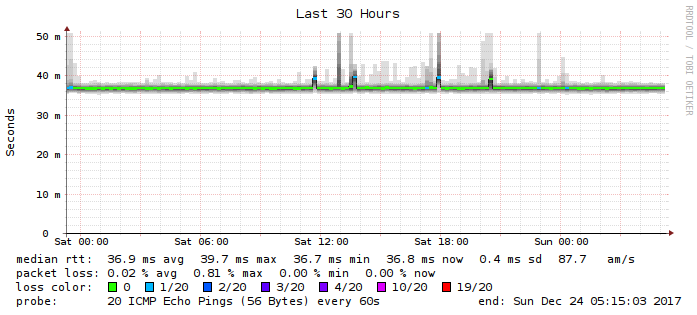 Last 30 Hours
RRDTOOL / TOBI OETIKER
Seconds
50 m
40 m
30 m
20 m
10 m
0
Sat 00:00 Sat 06:00 Sat 12:00 Sat 18:00 Sun 00:00
median rtt: 36.9 ms avg 39.7 ms max 36.7 ms min 36.8 ms now 0.4 ms sd 87.7 am/s
packet loss: 0.02 % avg 0.81 % max 0.00 % min 0.00 % now
loss color: 0 1/20 2/20 3/20 4/20 10/20 19/20
probe: 20 ICMP Echo Pings (56 Bytes) every 60s end: Sun Dec 24 05:15:03 2017